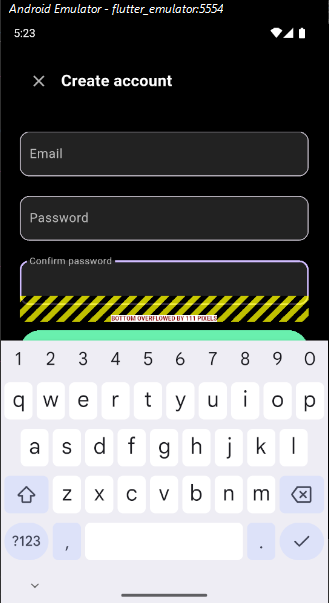 Android Emulator - flutter_emulator:5554
5:23
Create account
Email
Password
Confirm password
BOTTOM OVERFLOWED BY 111 PIXELS
1 2 3 4 5 6 7 8 9 0
q w e r t y u i o p
a s d f g h j k l
z x c v b n m
?123 , .